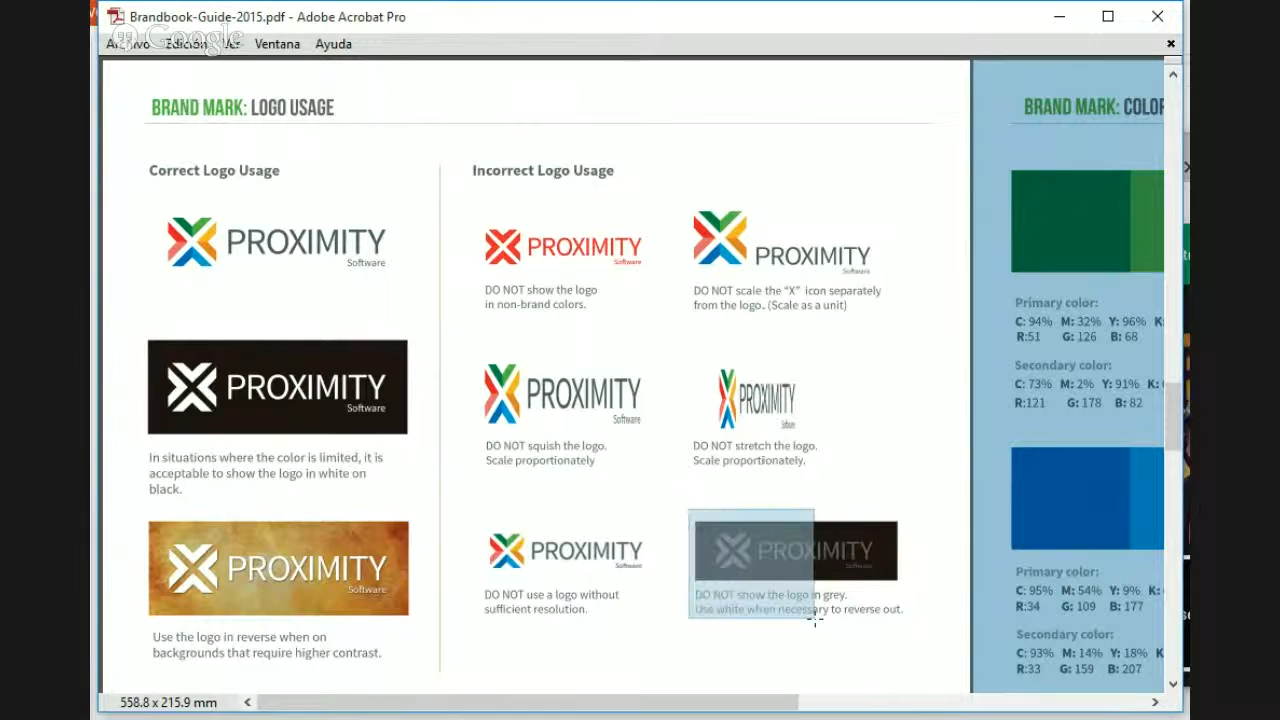 Brandbook-Guide-2015.pdf - Adobe Acrobat Pro
Google
Archivo Edición Ver Ventana Ayuda
BRAND MARK: LOGO USAGE
Correct Logo Usage
PROXIMITY
Software
PROXIMITY
Software
In situations where the color is limited, it is
acceptable to show the logo in white on
black.
PROXIMITY
Software
Use the logo in reverse when on
backgrounds that require higher contrast.
Incorrect Logo Usage
PROXIMITY
Software
DO NOT show the logo
in non-brand colors.
PROXIMITY
Software
DO NOT scale the “X” icon separately
from the logo. (Scale as a unit)
PROXIMITY
Software
DO NOT squish the logo.
Scale proportionately
PROXIMITY
Software
DO NOT stretch the logo.
Scale proportionately.
PROXIMITY
Software
DO NOT use a logo without
sufficient resolution.
PROXIMITY
Software
DO NOT show the logo in grey.
Use white when necessary to reverse out.
BRAND MARK: COLOR
Primary color:
C: 94% M: 32% Y: 96% K:
R:51 G: 126 B: 68
Secondary color:
C: 73% M: 2% Y: 91% K:
R:121 G: 178 B: 82
Primary color:
C: 95% M: 54% Y: 9% K:
R:34 G: 109 B: 177
Secondary color:
C: 93% M: 14% Y: 18% K
R:33 G: 159 B: 207
558.8 x 215.9 mm